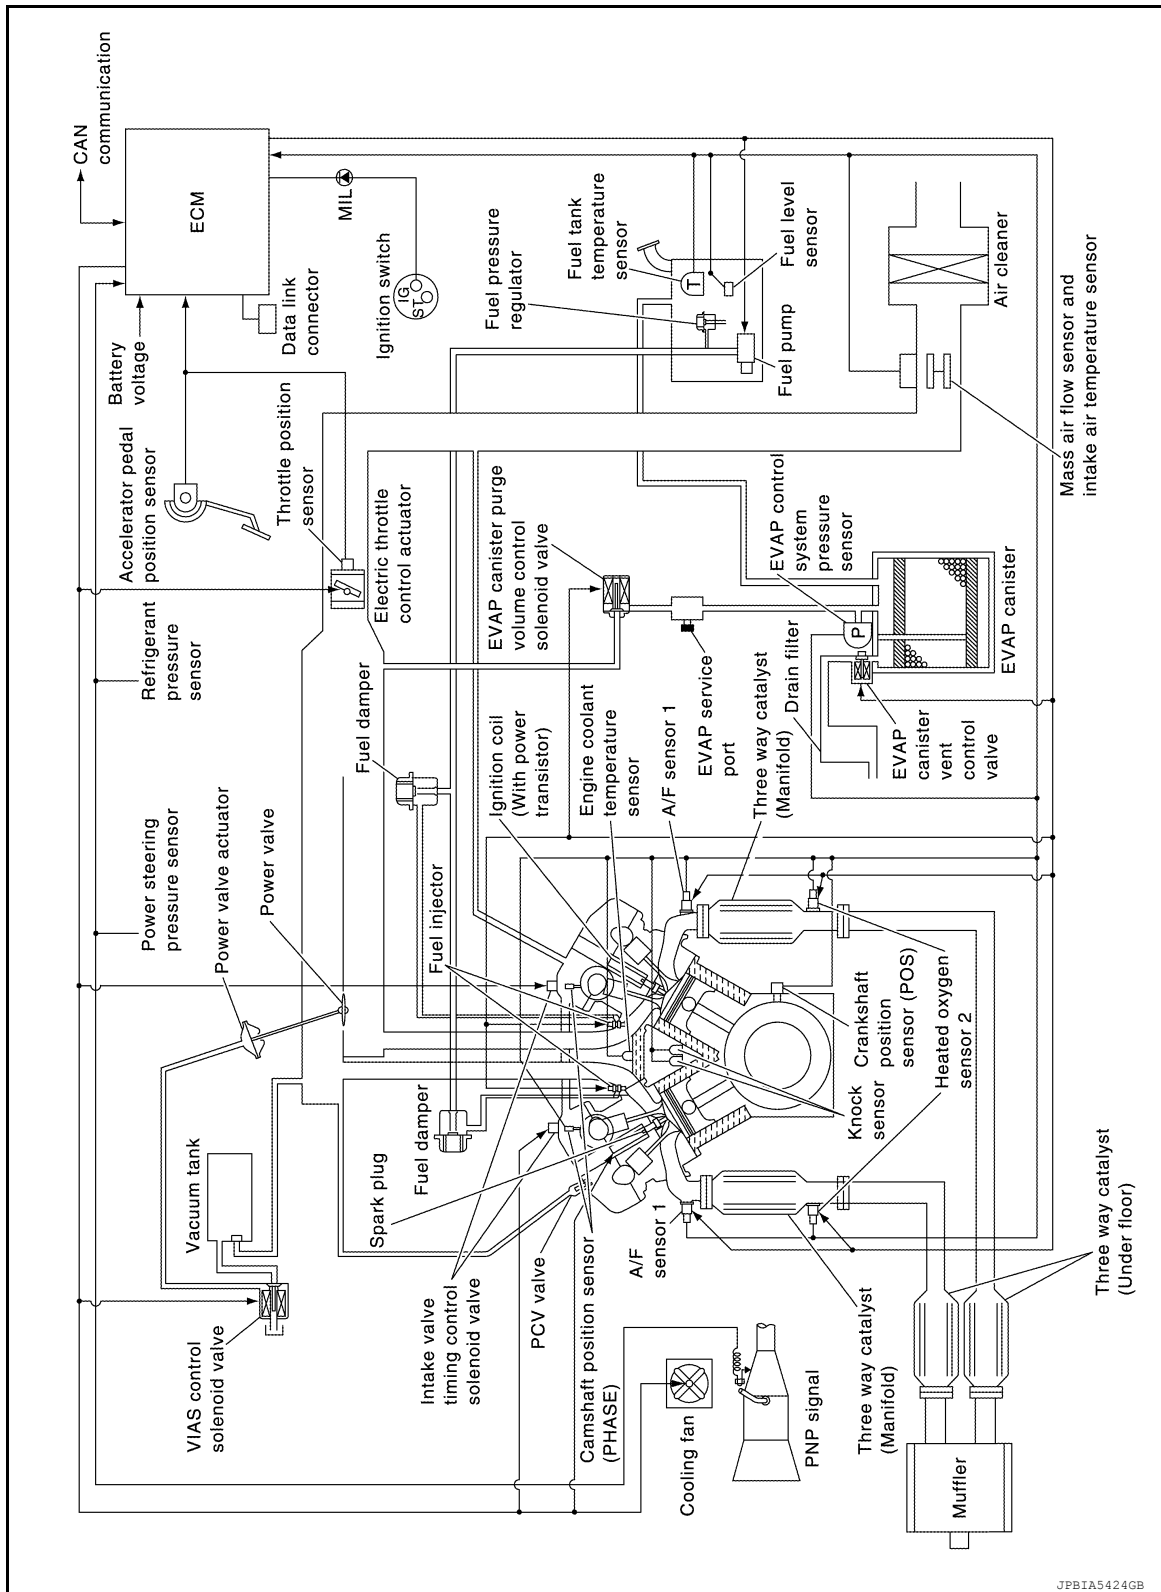 CAN
communication
ECM
MIL
Battery
voltage
Data link
connector
Ignition switch
IG
ST
Fuel pressure
regulator
Fuel tank
temperature
sensor
T
Fuel level
sensor
Fuel pump
Air cleaner
Mass air flow sensor and
intake air temperature sensor
Accelerator pedal
position sensor
Throttle position
sensor
Electric throttle
control actuator
EVAP canister purge
volume control
solenoid valve
EVAP control
system
pressure
sensor
P
EVAP canister
Drain filter
EVAP
canister
vent
control
valve
EVAP service
port
Refrigerant
pressure
sensor
Fuel damper
Ignition coil
(With power
transistor)
Engine coolant
temperature
sensor
A/F sensor 1
Three way catalyst
(Manifold)
Power steering
pressure sensor
Power valve actuator
Power valve
Fuel injector
Crankshaft
position
sensor (POS)
Heated oxygen
sensor 2
Knock
sensor
Fuel damper
Vacuum tank
Spark plug
VIAS control
solenoid valve
Intake valve
timing control
solenoid valve
PCV valve
Camshaft position sensor
(PHASE)
A/F
sensor 1
Three way catalyst
(Under floor)
Three way catalyst
(Manifold)
Cooling fan
PNP signal
Muffler
JPBIA5424GB